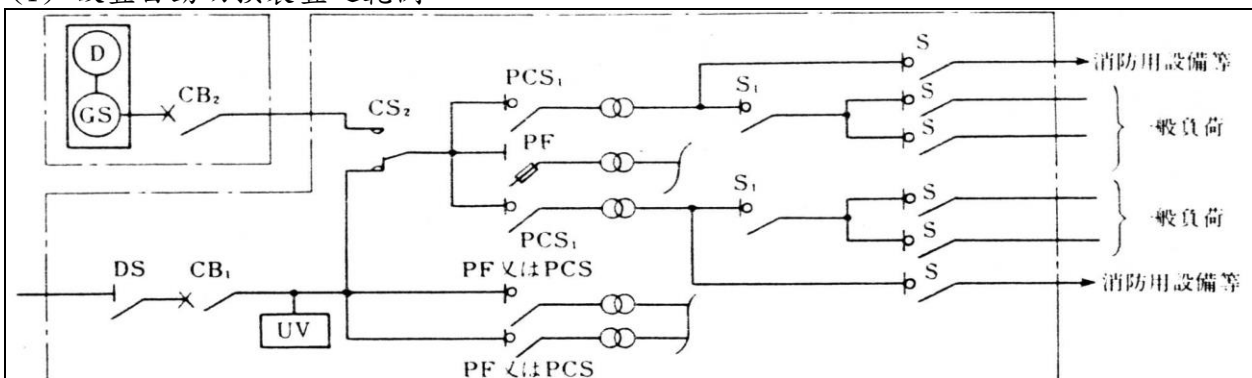 D
GS
CB₂
CS₂
PCS₁
PF
PCS₁
S₁
S₁
S
消防用設備等
S
S
一般負荷
S
S
一般負荷
S
消防用設備等
DS
CB₁
UV
PF又はPCS
PF又はPCS